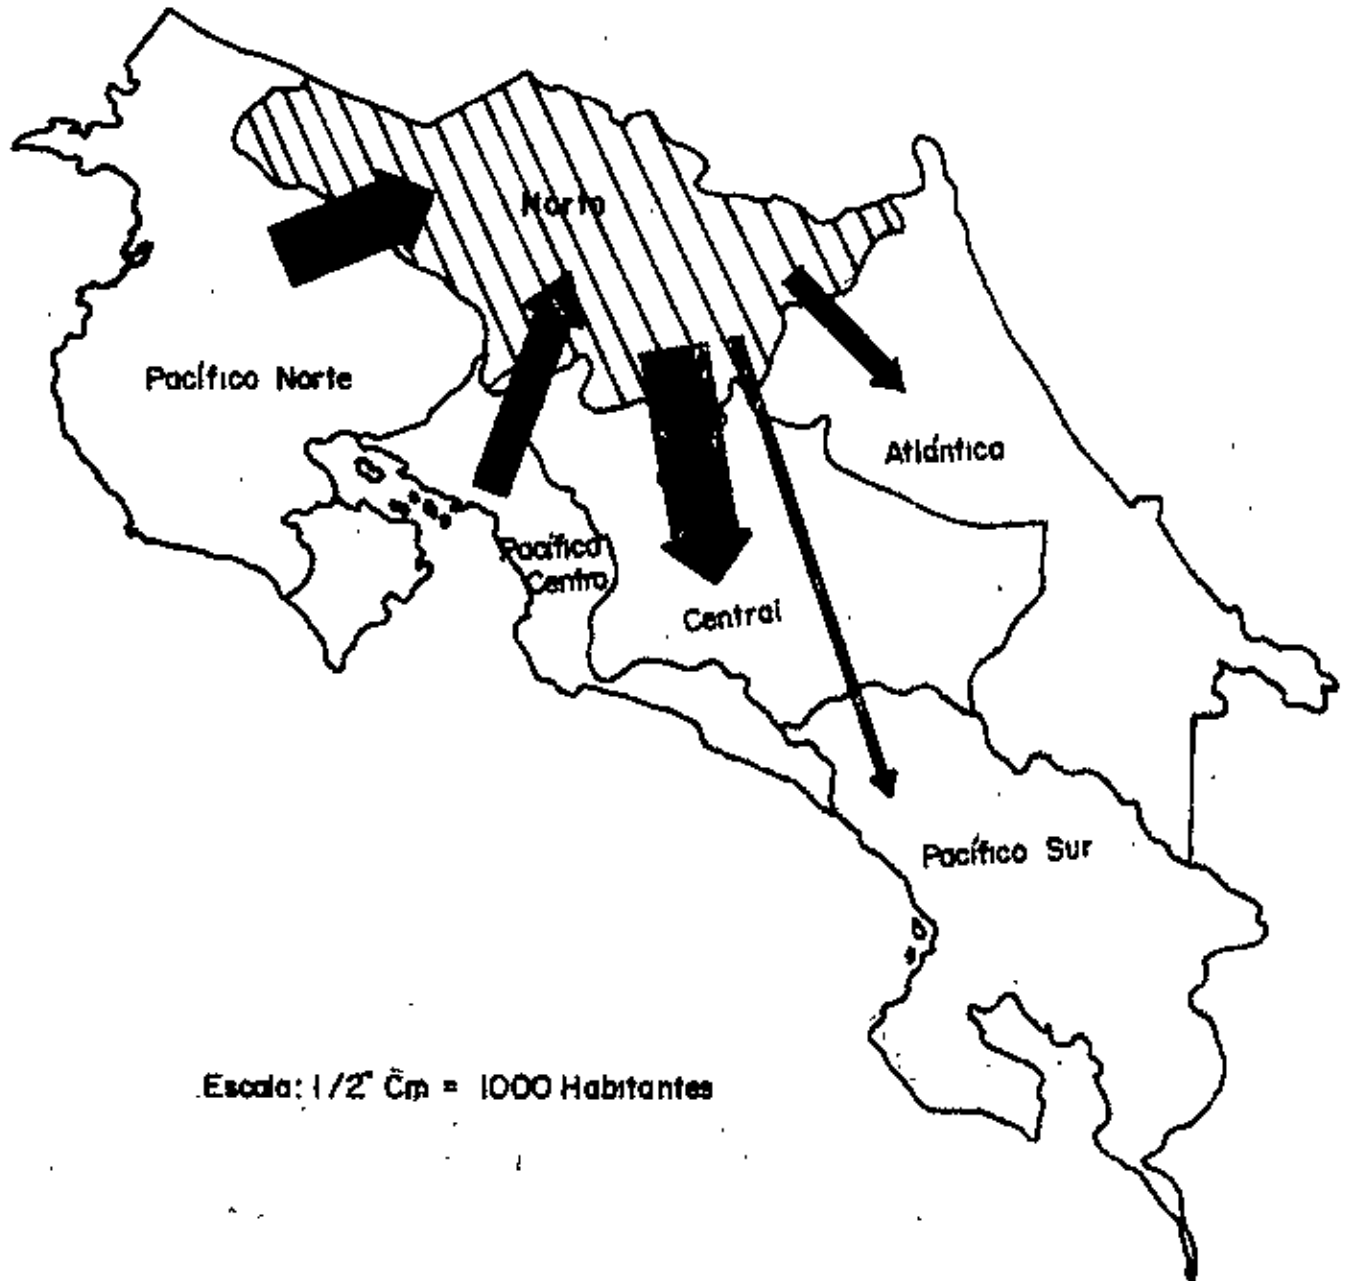 Norte
Pacífico Norte
Atlántica
Pacífico
Centro
Central
Pacífico Sur
Escala: 1/2" Cm = 1000 Habitantes